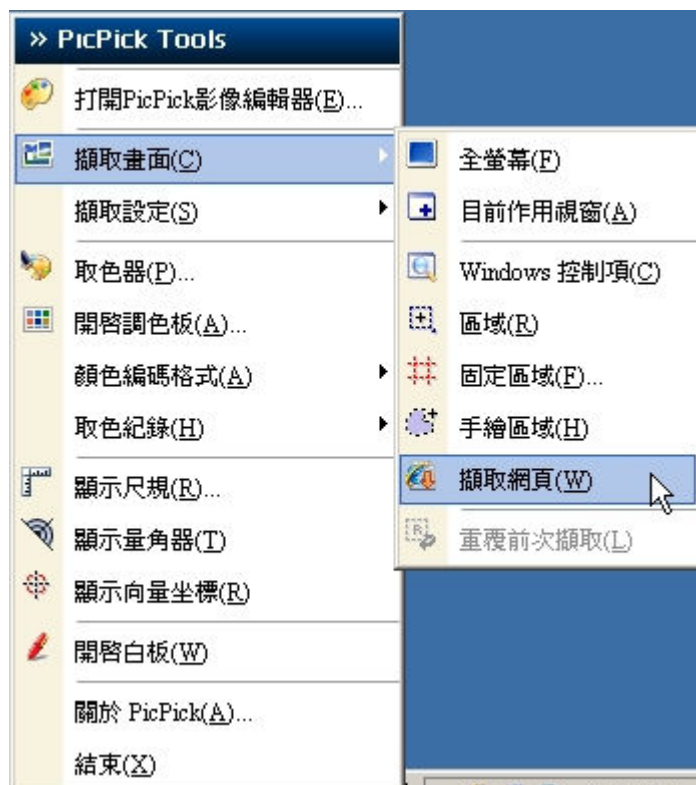 » PicPick Tools
打開PicPick影像編輯器(E)...
擷取畫面(C)
擷取設定(S)
取色器(P)...
開啓調色板(A)...
顏色編碼格式(A)
取色紀錄(H)
顯示尺規(R)...
顯示量角器(T)
顯示向量坐標(R)
開啓白板(W)
關於 PicPick(A)...
結束(X)
全螢幕(F)
目前作用視窗(A)
Windows 控制項(C)
區域(R)
固定區域(F)...
手繪區域(H)
擷取網頁(W)
重覆前次擷取(L)